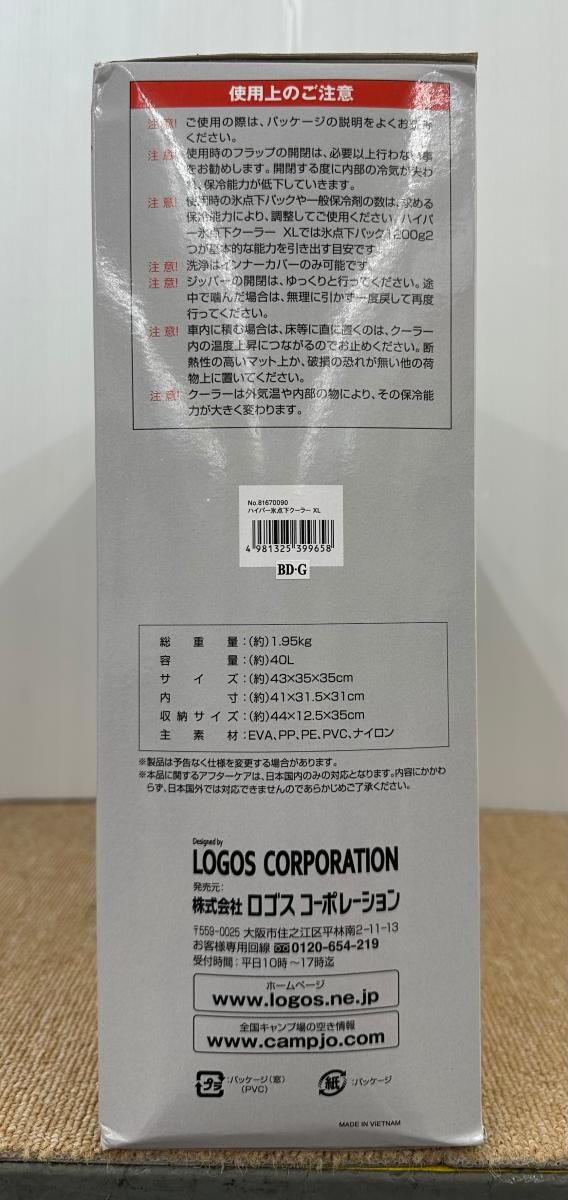 使用上のご注意
注意! ご使用の際は、パッケージの説明をよくお読み
ください。
注意! 使用時のフラップの開閉は、必要以上行わない事
をお勧めします。開閉する度に内部の冷気が失わ
れ、保冷能力が低下していきます。
注意! 使用時の氷点下パックや一般保冷剤の数は、求める
保冷能力により、調整してご使用ください。ハイパ
ー氷点下クーラー XLでは氷点下パック1200g2
つが基本的な能力を引き出す目安です。
注意! 洗浄はインナーカバーのみ可能です。
注意! ジッパーの開閉は、ゆっくりと行ってください。途
中で噛んだ場合は、無理に引かず一度戻して再度
行ってください。
注意! 車内に積む場合は、床等に直に置くのは、クーラー
内の温度上昇につながるのでお止めください。断
熱性の高いマット上か、破損の恐れが無い他の荷
物上に置いてください。
注意! クーラーは外気温や内部の物により、その保冷能
力が大きく変わります。
No.81670090
ハイパー氷点下クーラー XL
4 981325 399658
BD-G
総重量:(約)1.95kg
容量:(約)40L
サイズ:(約)43×35×35cm
内寸:(約)41×31.5×31cm
収納サイズ:(約)44×12.5×35cm
主素材:EVA、PP、PE、PVC、ナイロン
※製品は予告なく仕様を変更する場合があります。
※本品に関するアフターケアは、日本国内のみの対応となります。内容にかかわ
らず、日本国外では対応できませんのであらかじめご了承ください。
Designed by
LOGOS CORPORATION
発売元:
株式会社 ロゴス コーポレーション
〒559-0025 大阪市住之江区平林南2-11-13
お客様専用回線 0120-654-219
受付時間:平日10時〜17時迄
ホームページ
www.logos.ne.jp
全国キャンプ場の空き情報
www.campjo.com
プラ :パッケージ(窓) 紙 :パッケージ
(PVC)
MADE IN VIETNAM